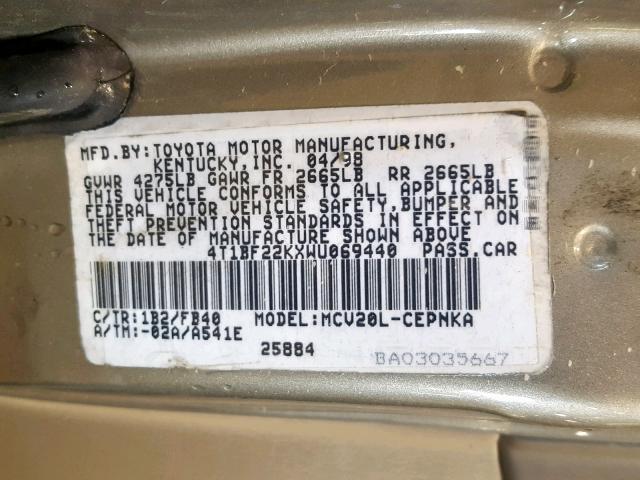 MFD.BY:TOYOTA MOTOR MANUFACTURING,
KENTUCKY,INC. 04/98
GVWR 4275LB GAWR FR 2665LB RR 2665LB
THIS VEHICLE CONFORMS TO ALL APPLICABLE
FEDERAL MOTOR VEHICLE SAFETY,BUMPER AND
THEFT PREVENTION STANDARDS IN EFFECT ON
THE DATE OF MANUFACTURE SHOWN ABOVE
4T1BF22KXWU069440 PASS.CAR
C/TR:1B2/FB40 MODEL:MCV20L-CEPNKA
A/TM:-02A/A541E
25884
BA03035667